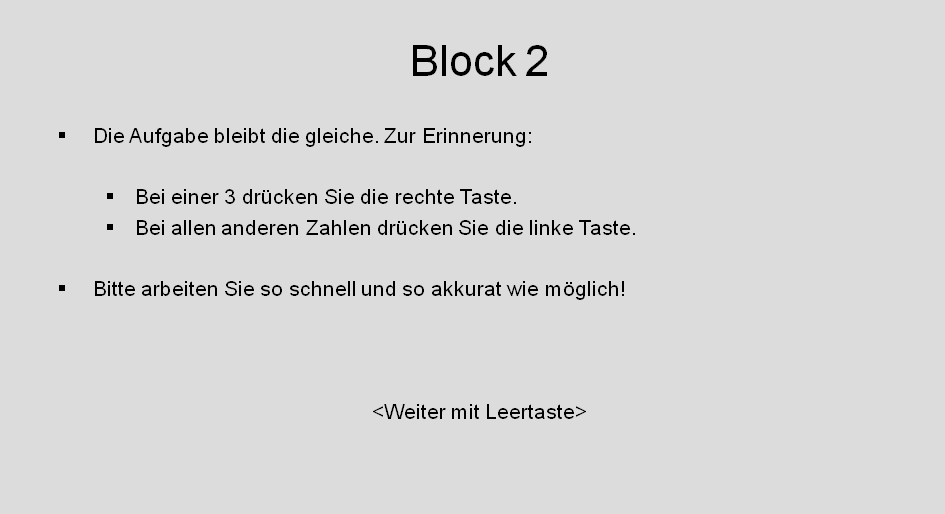 Block 2
▪ Die Aufgabe bleibt die gleiche. Zur Erinnerung:
▪ Bei einer 3 drücken Sie die rechte Taste.
▪ Bei allen anderen Zahlen drücken Sie die linke Taste.
▪ Bitte arbeiten Sie so schnell und so akkurat wie möglich!
<Weiter mit Leertaste>